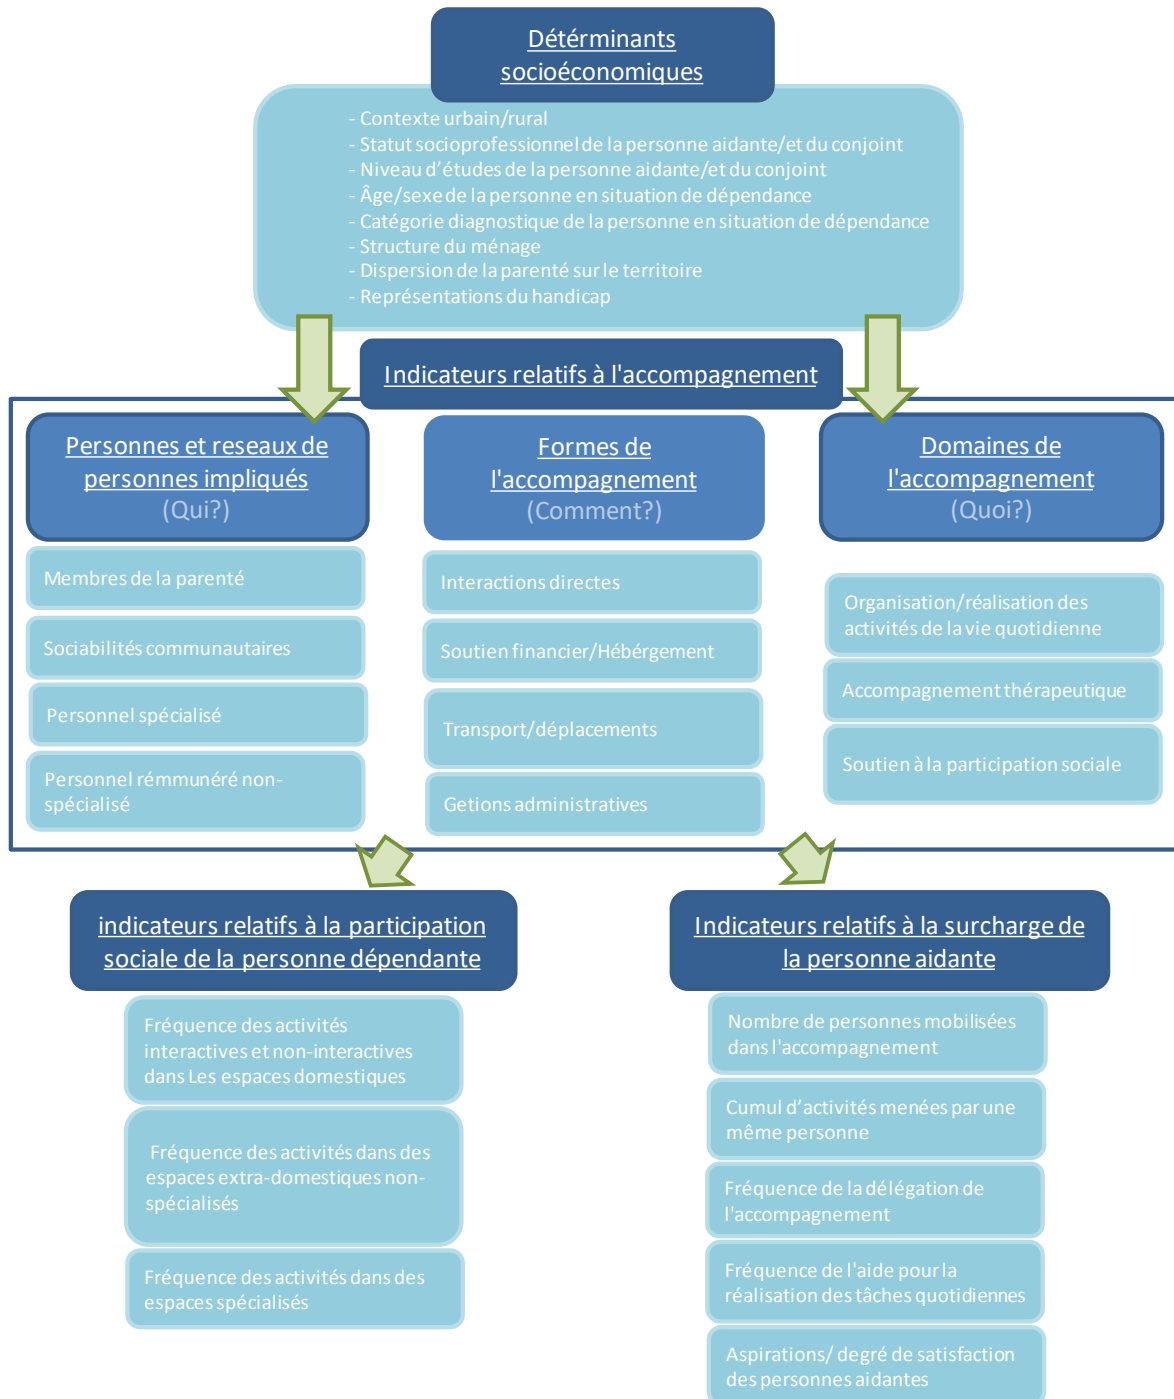 Détérminants
socioéconomiques
- Contexte urbain/rural
- Statut socioprofessionnel de la personne aidante/et du conjoint
- Niveau d’études de la personne aidante/et du conjoint
- Âge/sexe de la personne en situation de dépendance
- Catégorie diagnostique de la personne en situation de dépendance
- Structure du ménage
- Dispersion de la parenté sur le territoire
- Représentations du handicap
Indicateurs relatifs à l'accompagnement
Personnes et reseaux de
personnes impliqués
(Qui?)
Membres de la parenté
Sociabilités communautaires
Personnel spécialisé
Personnel rémmunéré non-
spécialisé
Formes de
l'accompagnement
(Comment?)
Interactions directes
Soutien financier/Hébérgement
Transport/déplacements
Getions administratives
Domaines de
l'accompagnement
(Quoi?)
Organisation/réalisation des
activités de la vie quotidienne
Accompagnement thérapeutique
Soutien à la participation sociale
indicateurs relatifs à la participation
sociale de la personne dépendante
Fréquence des activités
interactives et non-interactives
dans Les espaces domestiques
Fréquence des activités dans des
espaces extra-domestiques non-
spécialisés
Fréquence des activités dans des
espaces spécialisés
Indicateurs relatifs à la surcharge de
la personne aidante
Nombre de personnes mobilisées
dans l'accompagnement
Cumul d’activités menées par une
même personne
Fréquence de la délégation de
l'accompagnement
Fréquence de l'aide pour la
réalisation des tâches quotidiennes
Aspirations/ degré de satisfaction
des personnes aidantes